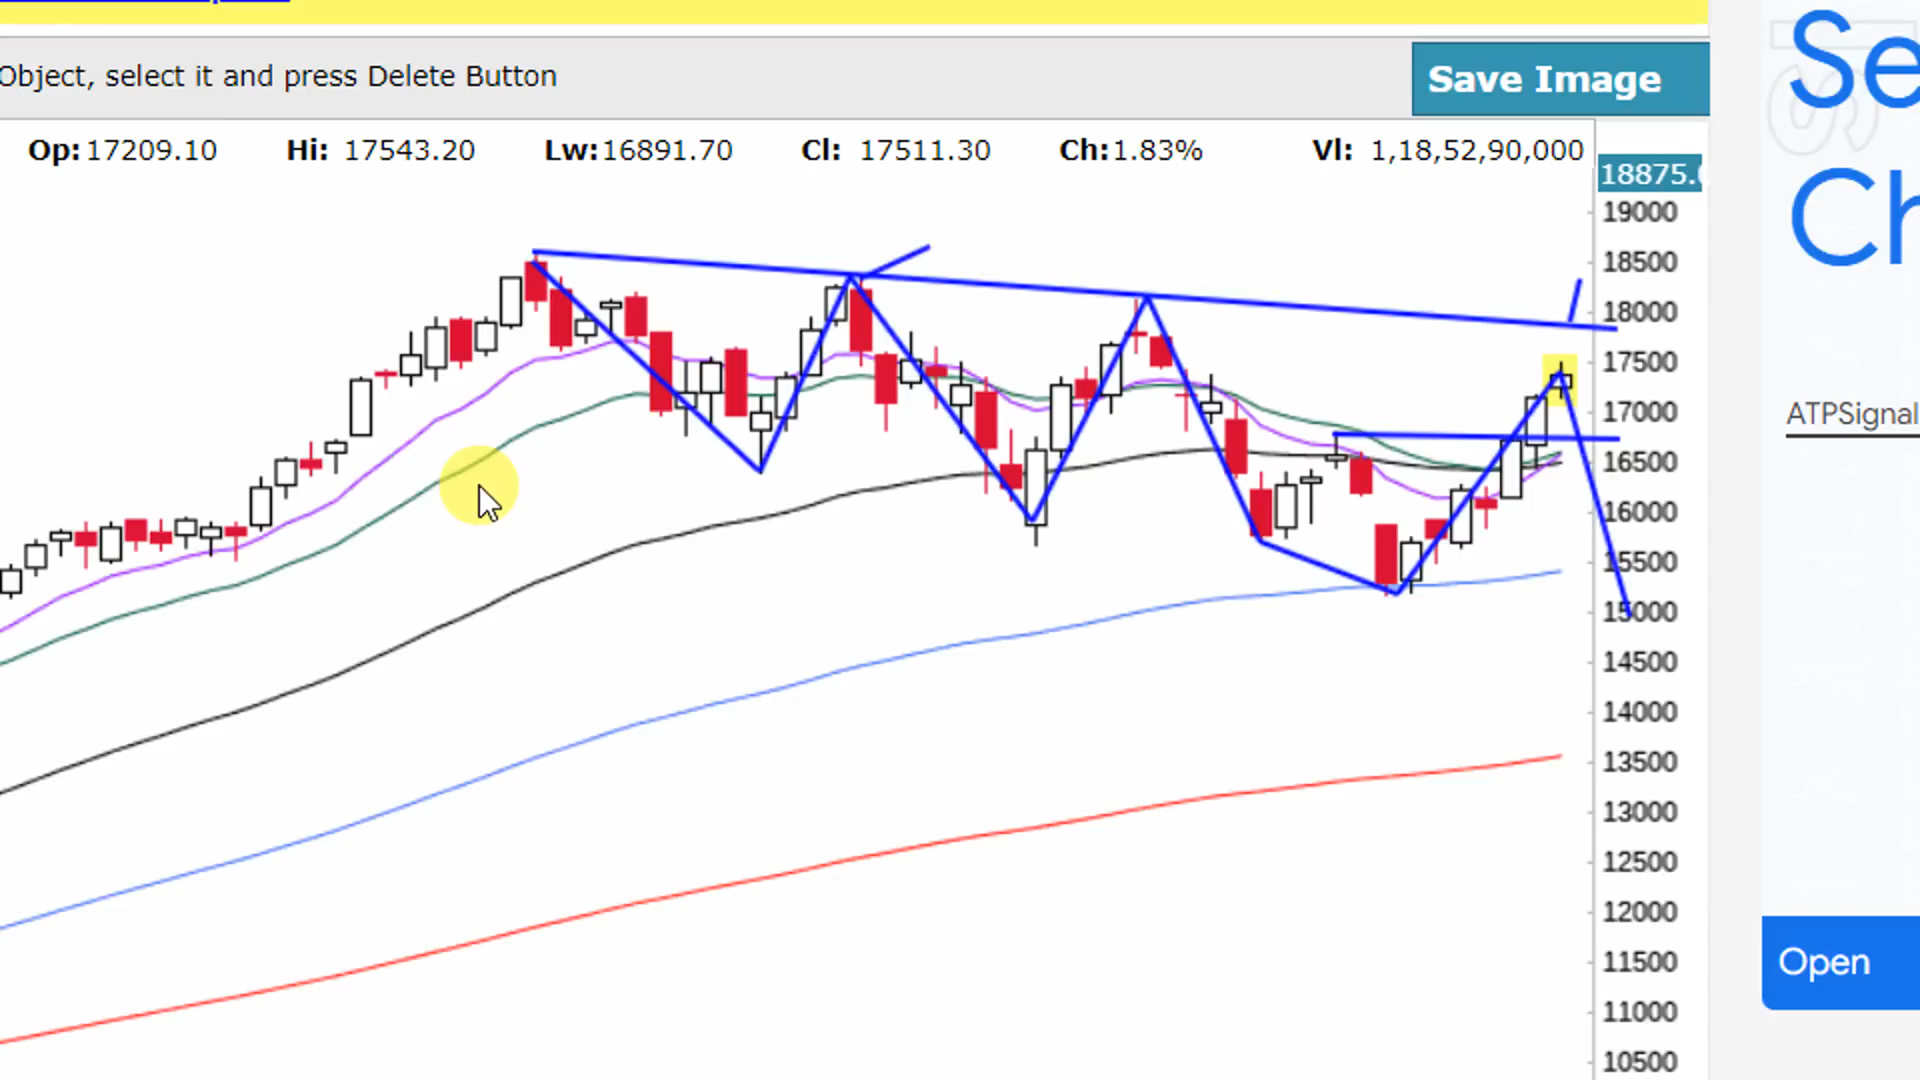 Object, select it and press Delete Button
Save Image
Op:17209.10 Hi: 17543.20 Lw:16891.70 Cl: 17511.30 Ch:1.83% Vl: 1,18,52,90,000
18875.
19000
18500
18000
17500
17000
16500
16000
15500
15000
14500
14000
13500
13000
12500
12000
11500
11000
10500
Se
Ch
ATPSignal
Open